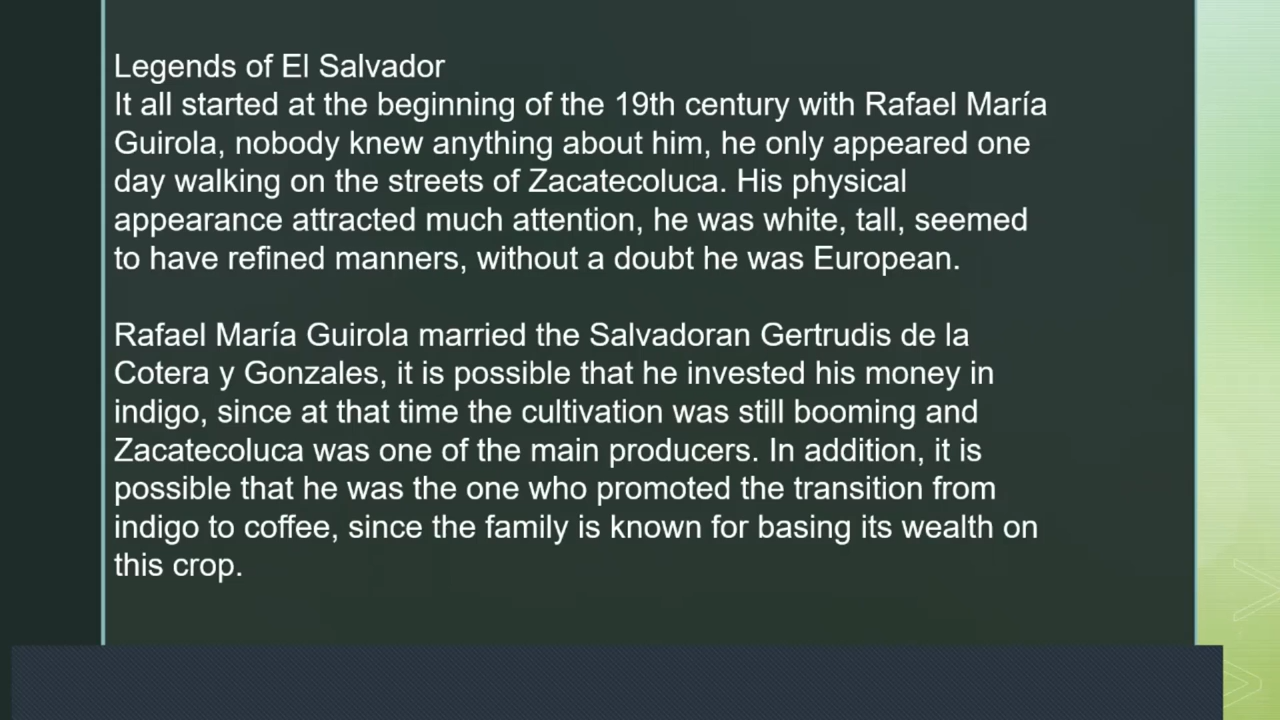 Legends of El Salvador
It all started at the beginning of the 19th century with Rafael María
Guirola, nobody knew anything about him, he only appeared one
day walking on the streets of Zacatecoluca. His physical
appearance attracted much attention, he was white, tall, seemed
to have refined manners, without a doubt he was European.
Rafael María Guirola married the Salvadoran Gertrudis de la
Cotera y Gonzales, it is possible that he invested his money in
indigo, since at that time the cultivation was still booming and
Zacatecoluca was one of the main producers. In addition, it is
possible that he was the one who promoted the transition from
indigo to coffee, since the family is known for basing its wealth on
this crop.